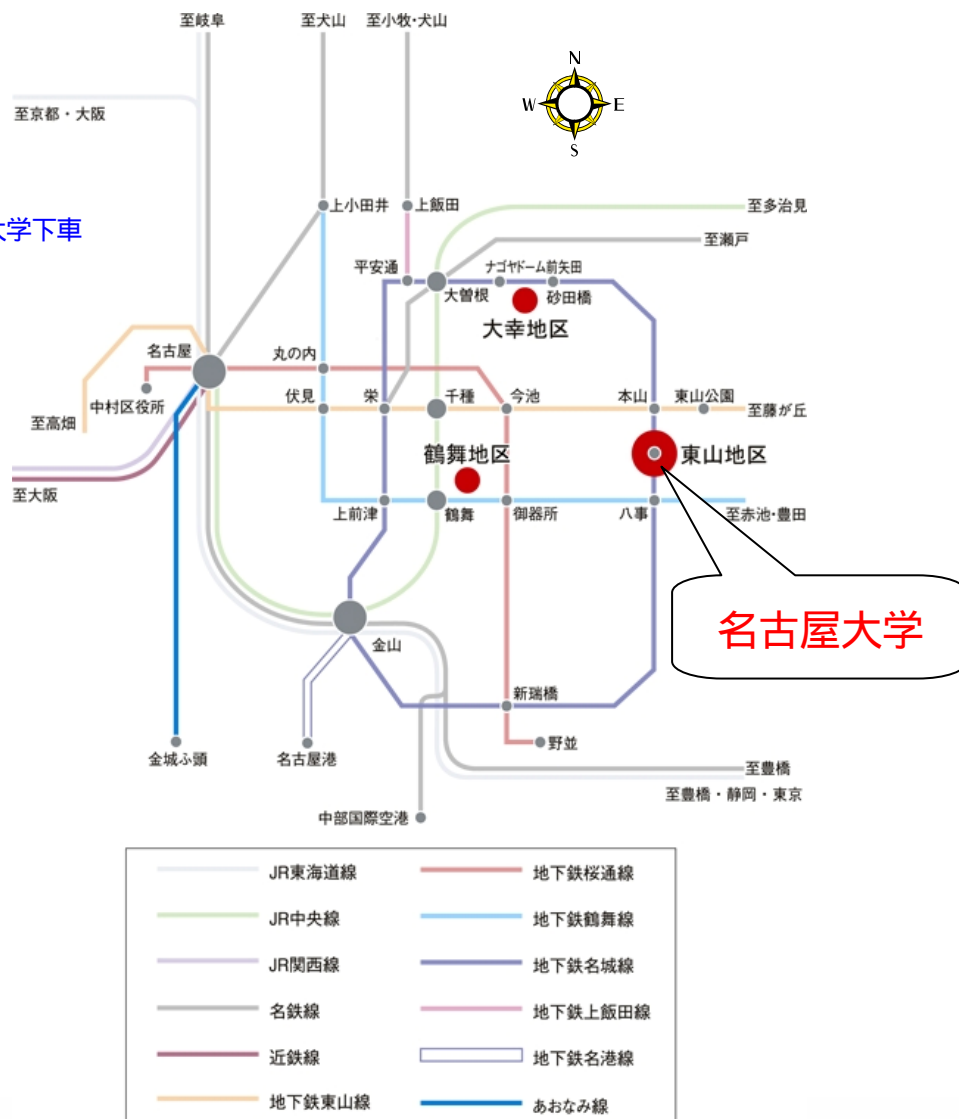 至岐阜
至犬山
至小牧・犬山
N
W
E
S
至京都・大阪
上小田井
上飯田
至多治見
大学下車
至瀬戸
平安通
ナゴヤドーム前矢田
大曽根
砂田橋
大幸地区
名古屋
丸の内
中村区役所
伏見
栄
千種
今池
本山
東山公園
至高畑
至藤が丘
鶴舞地区
東山地区
至大阪
上前津
鶴舞
御器所
八事
至赤池・豊田
名古屋大学
金山
新瑞橋
野並
金城ふ頭
名古屋港
至豊橋
至豊橋・静岡・東京
中部国際空港
JR東海道線
地下鉄桜通線
JR中央線
地下鉄鶴舞線
JR関西線
地下鉄名城線
名鉄線
地下鉄上飯田線
近鉄線
地下鉄名港線
地下鉄東山線
あおなみ線